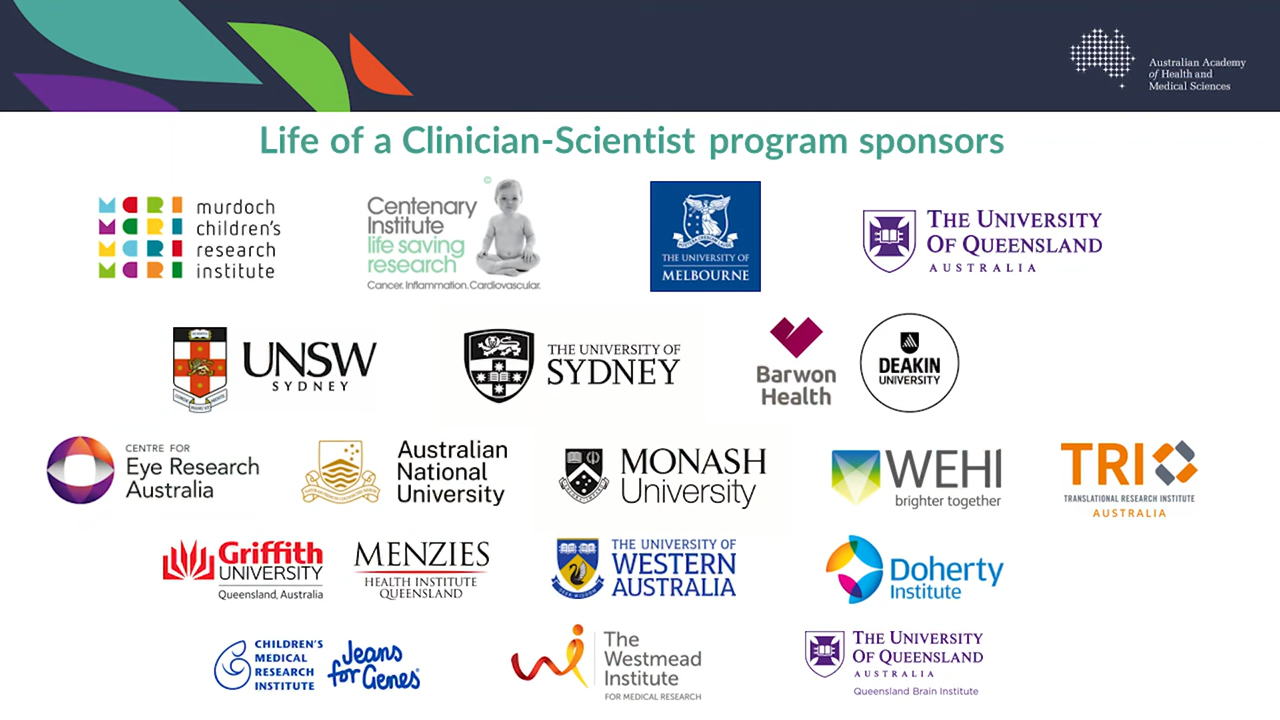 Australian Academy
of Health and
Medical Sciences
Life of a Clinician-Scientist program sponsors
murdoch
children's
research
institute
©
Centenary
Institute
life saving
research
Cancer. Inflammation. Cardiovascular.
THE UNIVERSITY OF
MELBOURNE
THE UNIVERSITY
OF QUEENSLAND
AUSTRALIA
UNSW
SYDNEY
THE UNIVERSITY OF
SYDNEY
Barwon
Health
DEAKIN
UNIVERSITY
CENTRE FOR
Eye Research
Australia
Australian
National
University
MONASH
University
WEHI
brighter together
TRI
TRANSLATIONAL RESEARCH INSTITUTE
AUSTRALIA
Griffith
UNIVERSITY
Queensland, Australia
MENZIES
HEALTH INSTITUTE
QUEENSLAND
THE UNIVERSITY OF
WESTERN
AUSTRALIA
Doherty
Institute
CHILDREN'S
MEDICAL
RESEARCH
INSTITUTE
Jeans
for Genes
The
Westmead
Institute
FOR MEDICAL RESEARCH
THE UNIVERSITY
OF QUEENSLAND
AUSTRALIA
Queensland Brain Institute